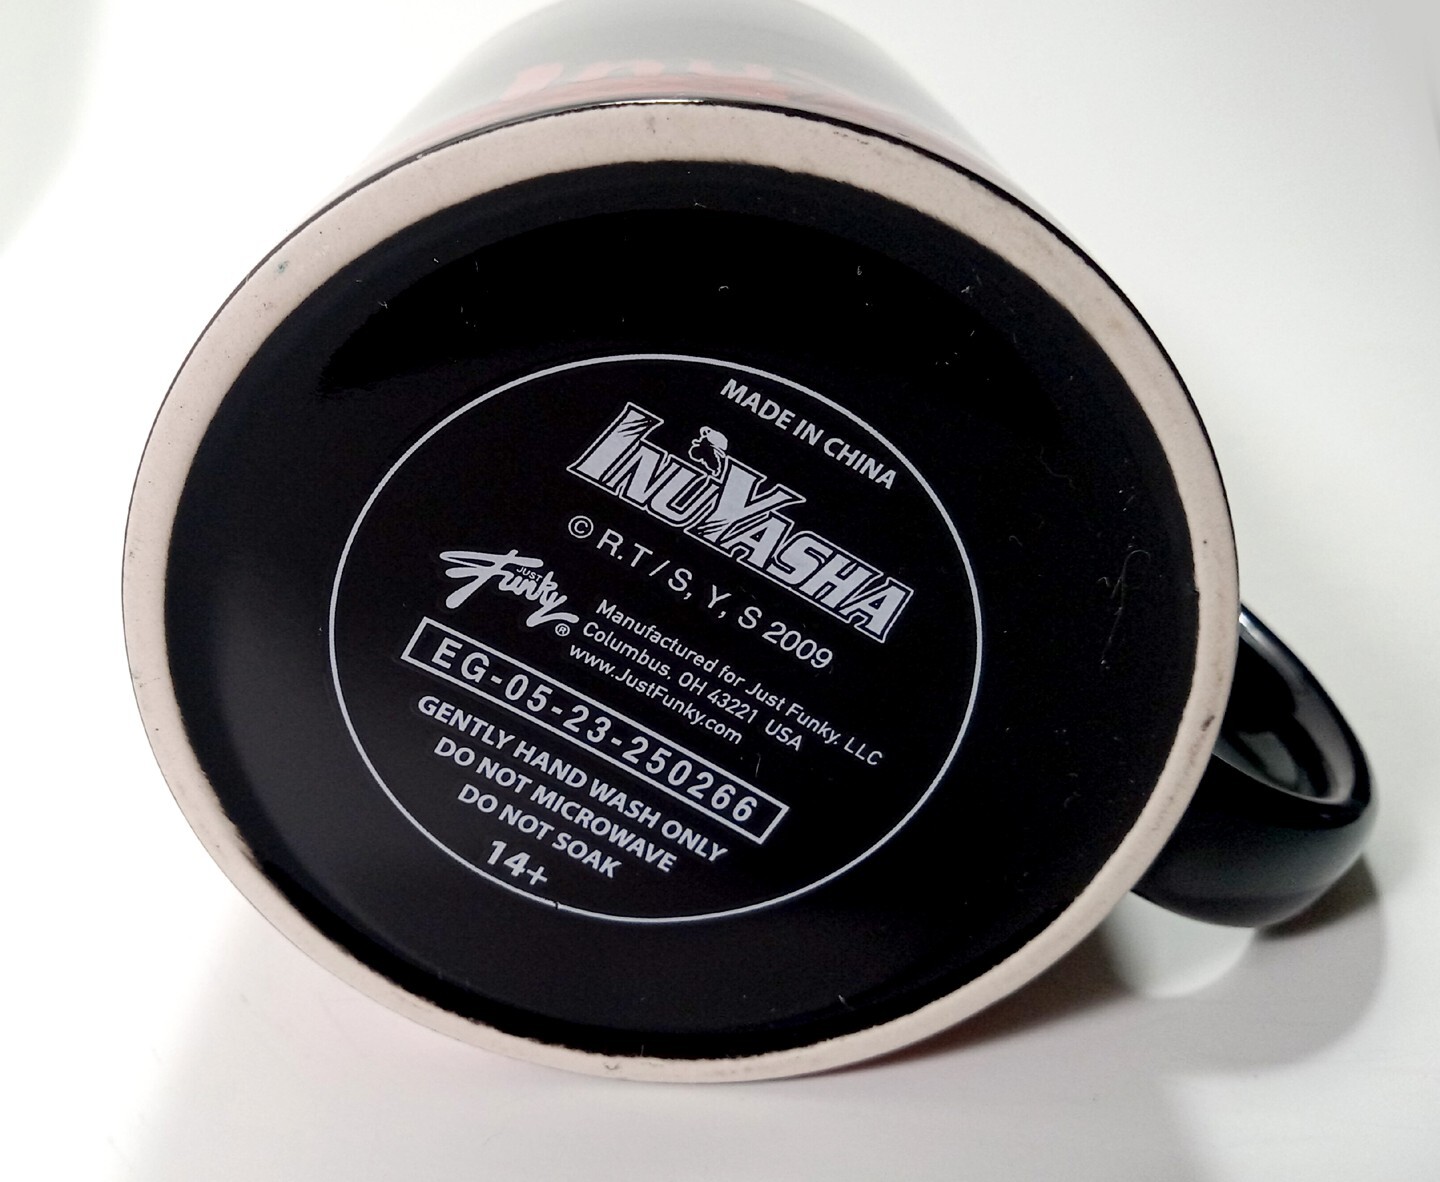 MADE IN CHINA
INUYASHA
© R.T / S, Y, S 2009
JUST
Funky®
Manufactured for Just Funky, LLC
Columbus, OH 43221 USA
www.JustFunky.com
EG-05-23-250266
GENTLY HAND WASH ONLY
DO NOT MICROWAVE
DO NOT SOAK
14+